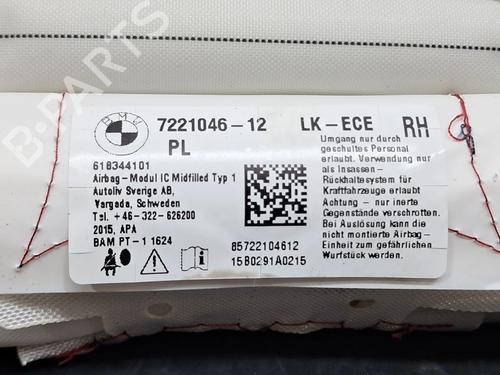 B-PARTS
BMW
7221046-12 LK-ECE RH
PL
618344101
Airbag-Modul IC Midfilled Typ 1
Autoliv Sverige AB,
Vargada, Schweden
Tel. +46-322-626200
2015, APA
BAM PT-1 1624
85722104612
15B0291A0215
Umgang nur durch
geschultes Personal
erlaubt. Verwendung nur
als Insassen-
Rückhaltesystem für
Kraftfahrzeuge erlaubt
Achtung - nur inerte
Gegenstände verschrotten.
Bei Auslösung kann die
nicht montierte Airbag-
Einheit zum gefährlichen
Wurfstück werden.